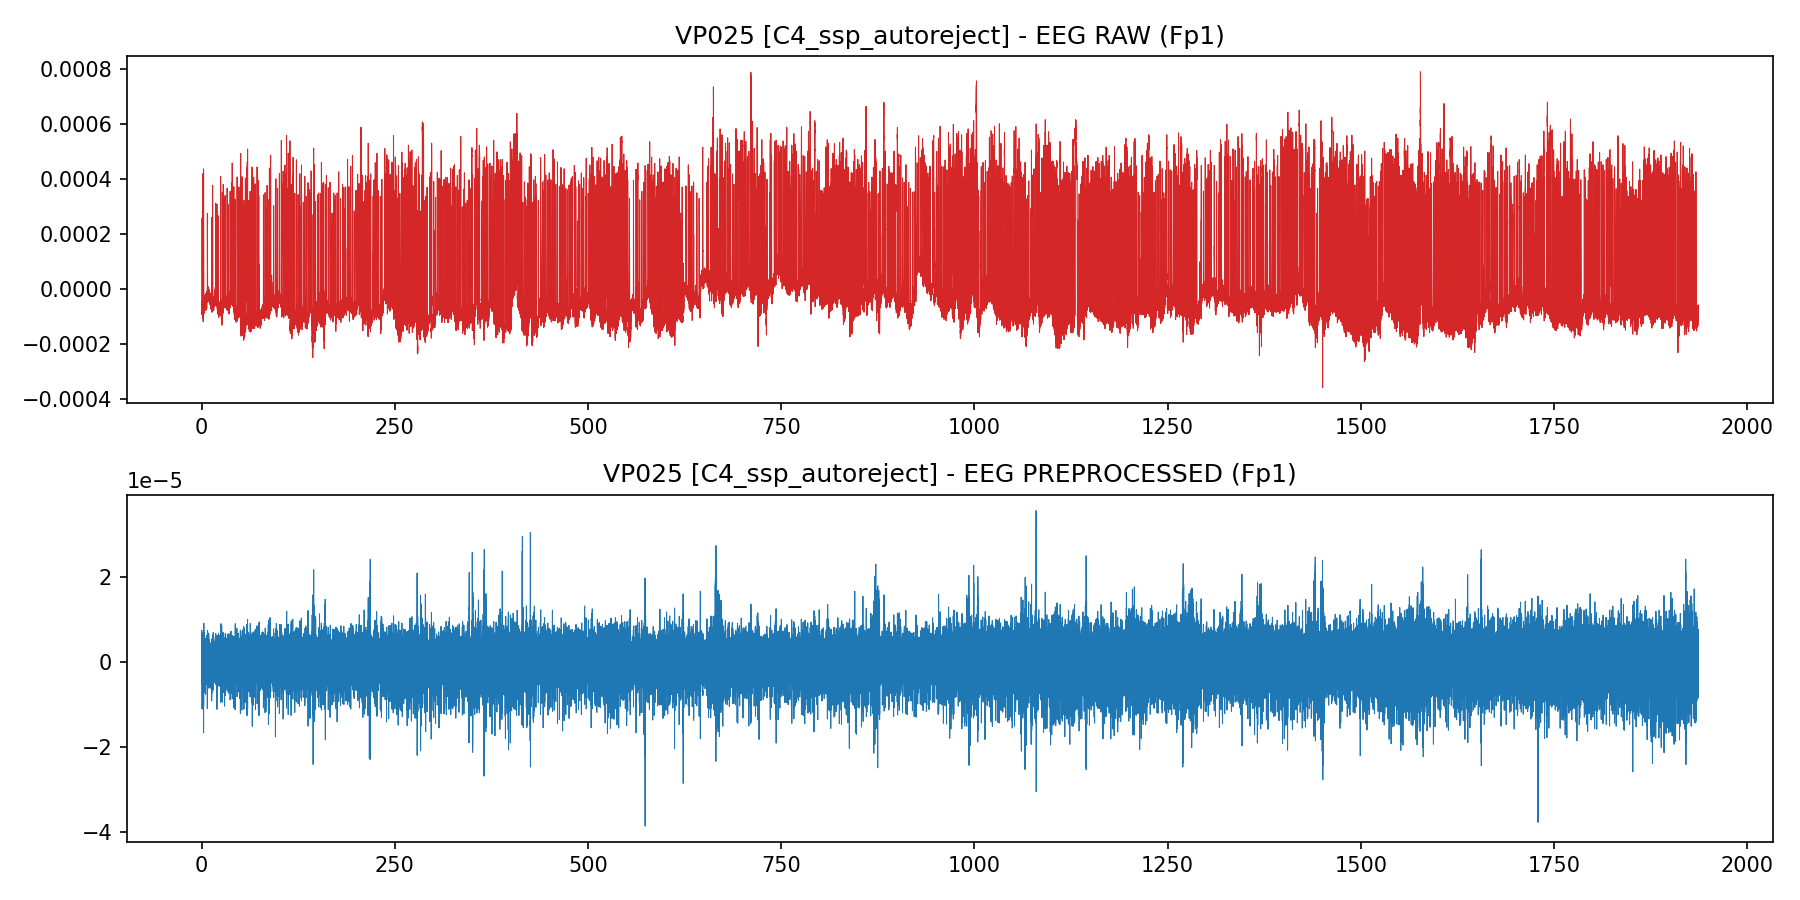 VP025 [C4_ssp_autoreject] - EEG RAW (Fp1)
0.0008
0.0006
0.0004
0.0002
0.0000
−0.0002
−0.0004
0 250 500 750 1000 1250 1500 1750 2000
VP025 [C4_ssp_autoreject] - EEG PREPROCESSED (Fp1)
1e−5
2
0
−2
−4
0 250 500 750 1000 1250 1500 1750 2000